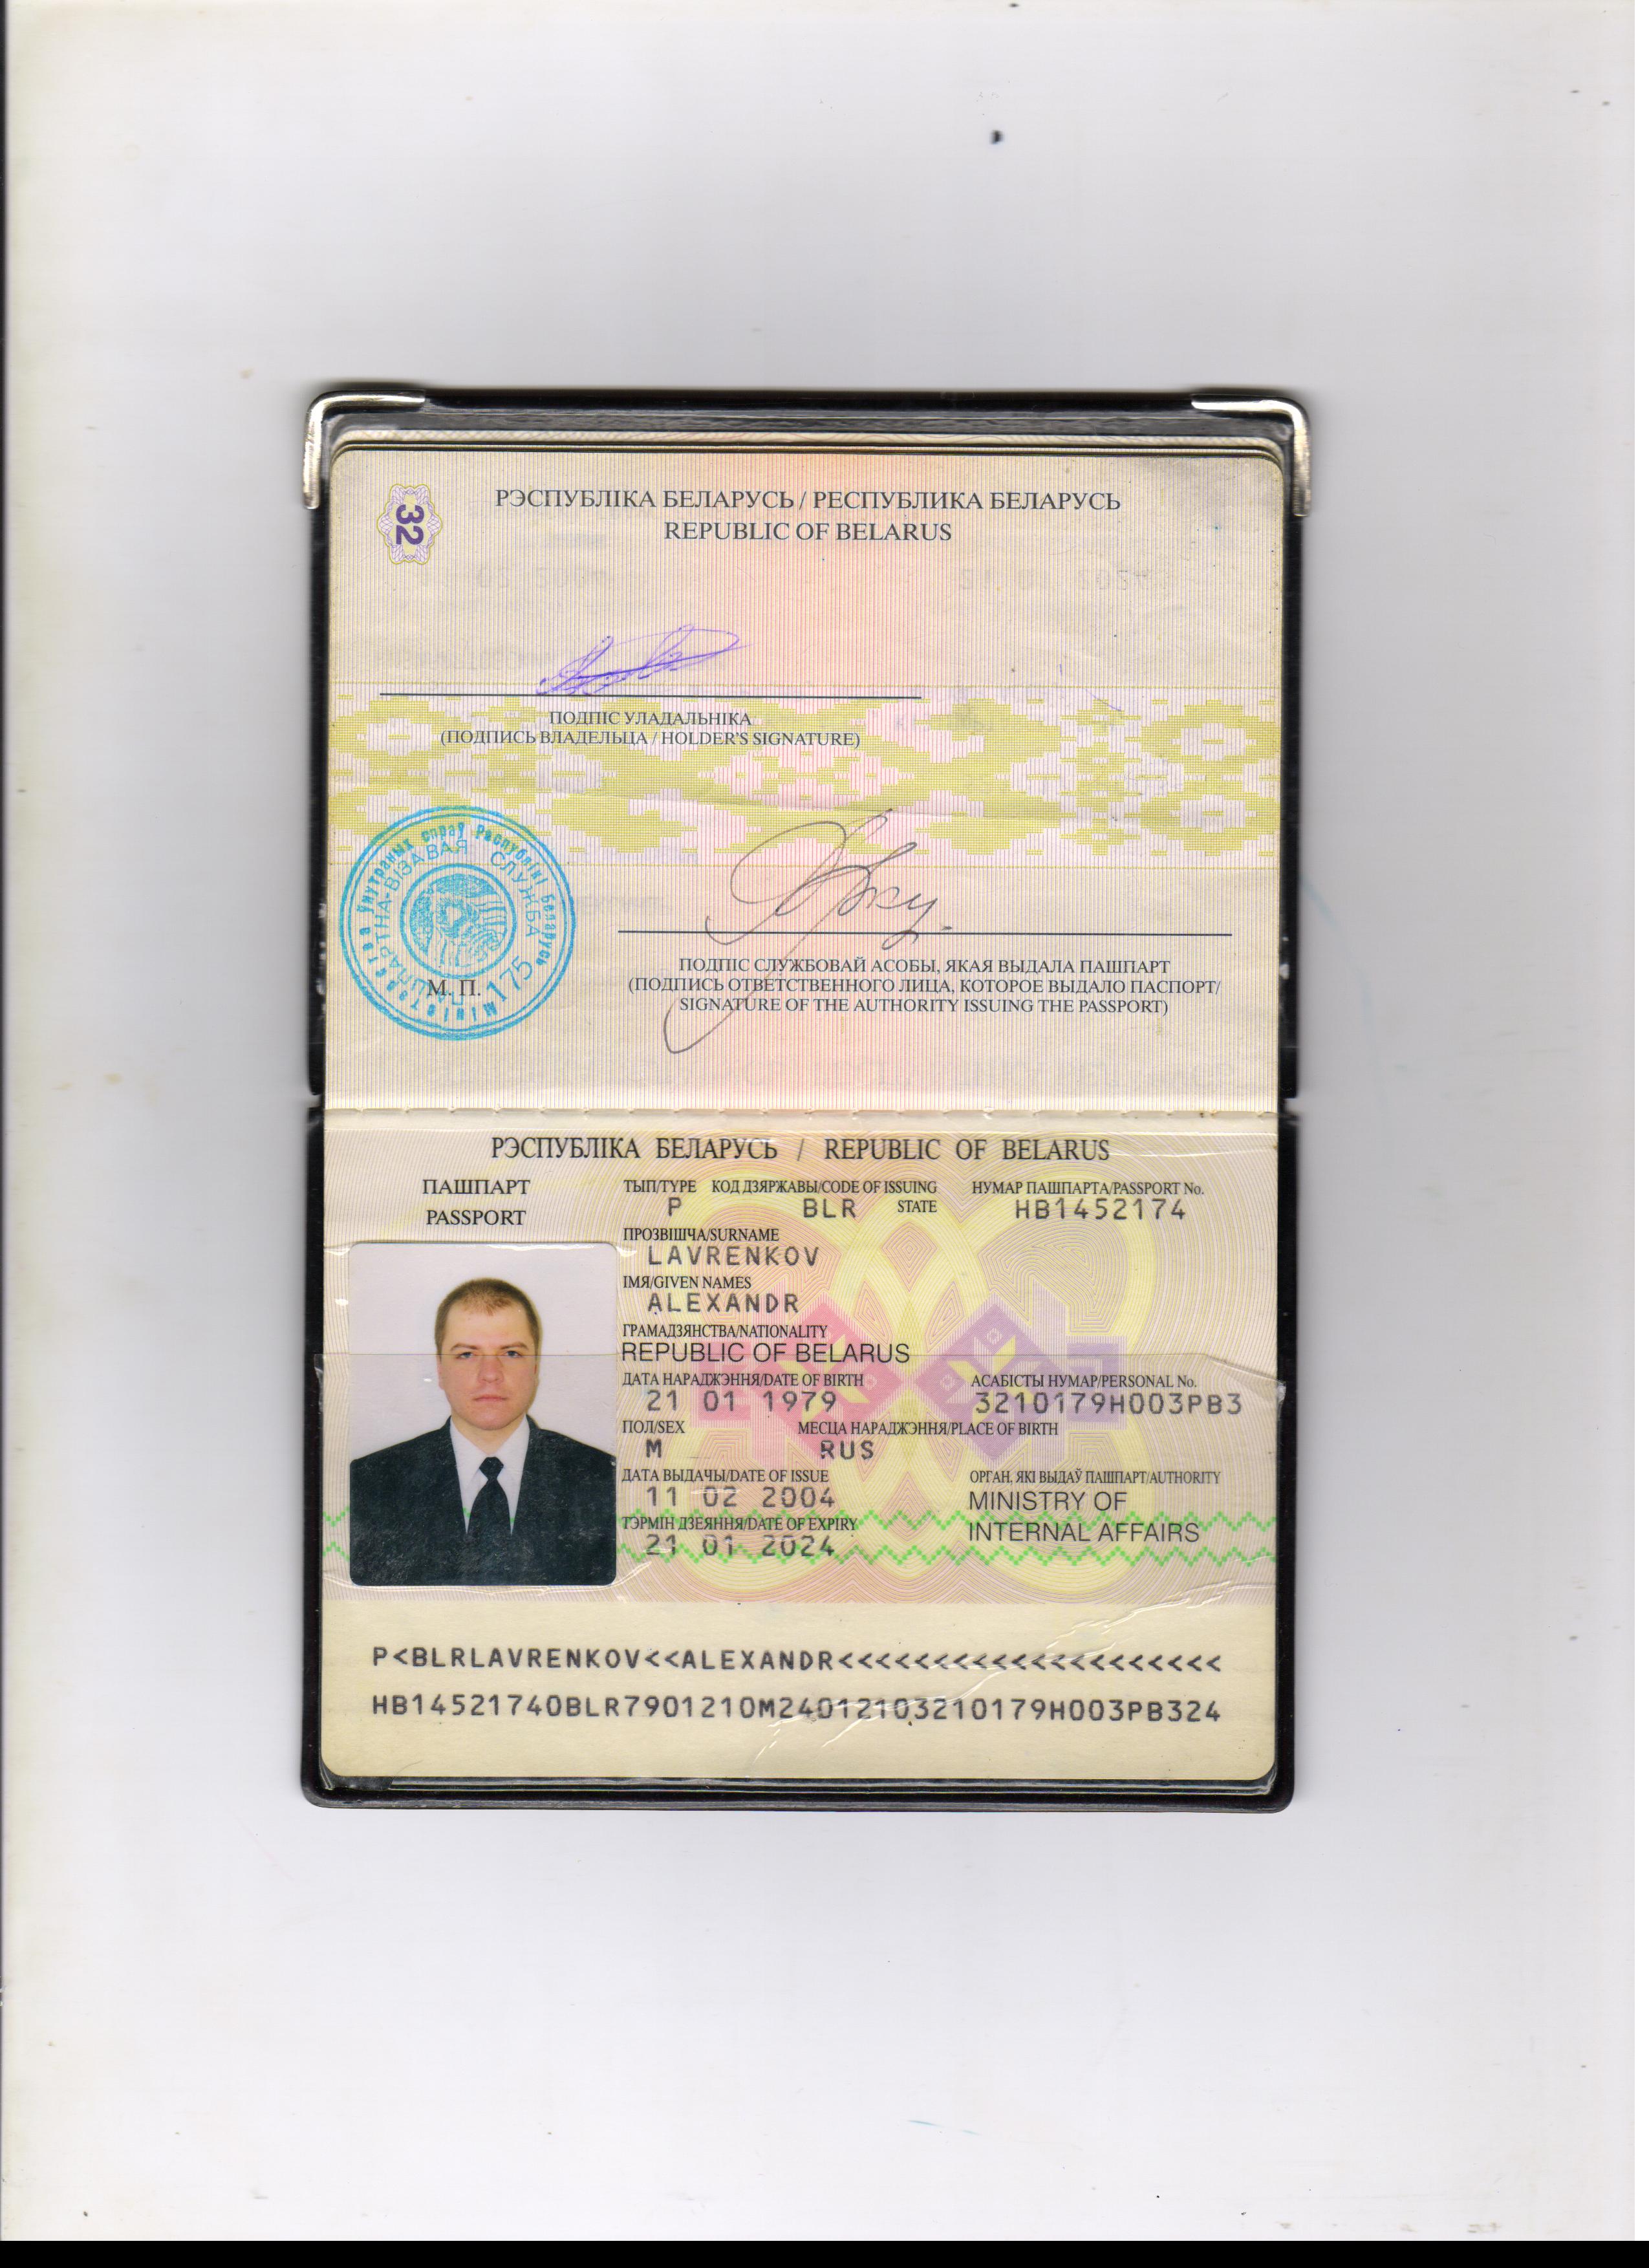 32
РЭСПУБЛІКА БЕЛАРУСЬ / РЕСПУБЛИКА БЕЛАРУСЬ
REPUBLIC OF BELARUS
ПОДПІС УЛАДАЛЬНІКА
(ПОДПИСЬ ВЛАДЕЛЬЦА / HOLDER'S SIGNATURE)
Міністэрства ўнутраных спраў Рэспублікі Беларусь
ПАШПАРТНА-ВІЗАВАЯ СЛУЖБА
175
М. П.
ПОДПІС СЛУЖБОВАЙ АСОБЫ, ЯКАЯ ВЫДАЛА ПАШПАРТ
(ПОДПИСЬ ОТВЕТСТВЕННОГО ЛИЦА, КОТОРОЕ ВЫДАЛО ПАСПОРТ/
SIGNATURE OF THE AUTHORITY ISSUING THE PASSPORT)
РЭСПУБЛІКА БЕЛАРУСЬ / REPUBLIC OF BELARUS
ПАШПАРТ
PASSPORT
ТЫП/TYPE КОД ДЗЯРЖАВЫ/CODE OF ISSUING STATE НУМАР ПАШПАРТА/PASSPORT No.
P BLR HB1452174
ПРОЗВІШЧА/SURNAME
LAVRENKOV
ІМЯ/GIVEN NAMES
ALEXANDR
ГРАМАДЗЯНСТВА/NATIONALITY
REPUBLIC OF BELARUS
ДАТА НАРАДЖЭННЯ/DATE OF BIRTH АСАБІСТЫ НУМАР/PERSONAL No.
21 01 1979 3210179H003PB3
ПОЛ/SEX МЕСЦА НАРАДЖЭННЯ/PLACE OF BIRTH
M RUS
ДАТА ВЫДАЧЫ/DATE OF ISSUE ОРГАН, ЯКІ ВЫДАЎ ПАШПАРТ/AUTHORITY
11 02 2004 MINISTRY OF
ТЭРМІН ДЗЕЯННЯ/DATE OF EXPIRY INTERNAL AFFAIRS
21 01 2024
P<BLRLAVRENKOV<<ALEXANDR<<<<<<<<<<<<<<<<<<<<
HB14521740BLR7901210M24012103210179H003PB324